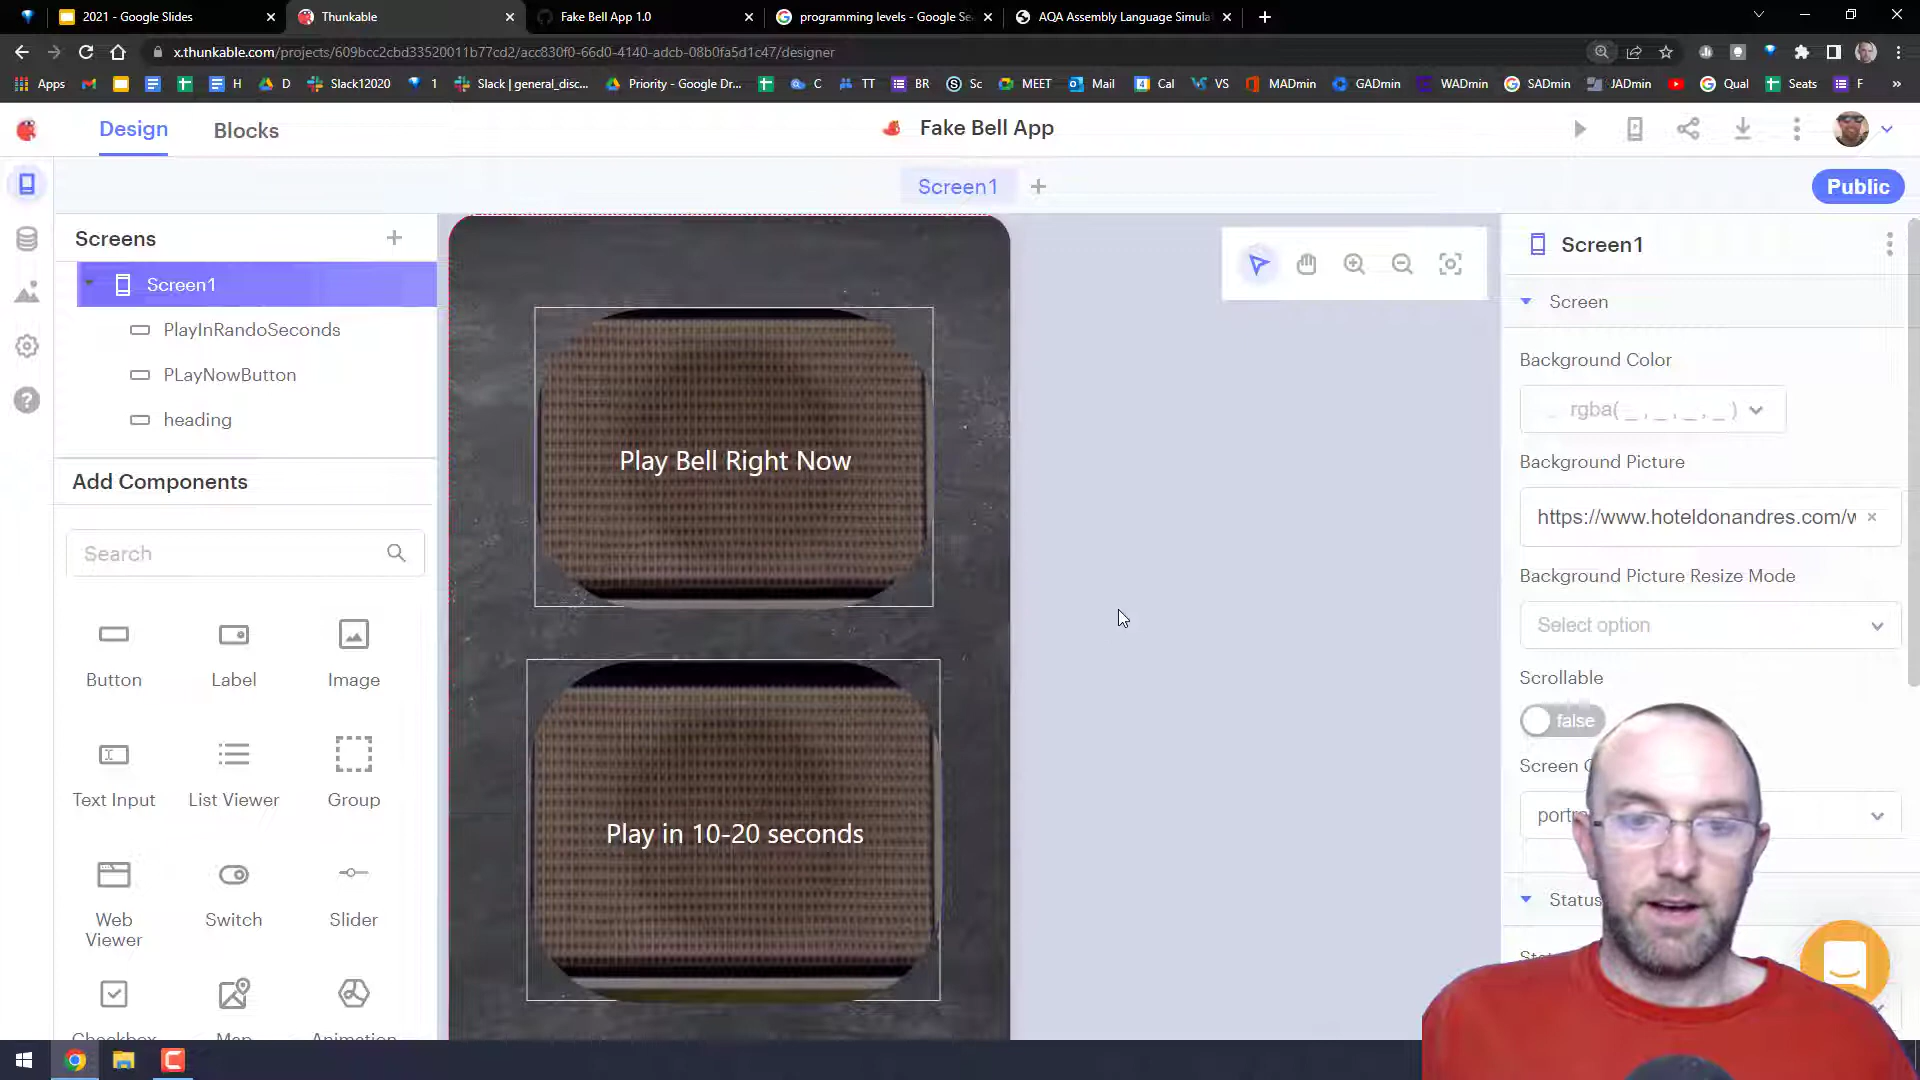 2021 - Google Slides
Thunkable
Fake Bell App 1.0
programming levels - Google Se
AQA Assembly Language Simulat
x.thunkable.com/projects/609bcc2cbd33520011b77cd2/acc830f0-66d0-4140-adcb-08b0fa5d1c47/designer
Apps H D Slack12020 1 Slack | general_disc... Priority - Google Dr... C TT BR Sc MEET Mail Cal VS MAdmin GAdmin WAdmin SAdmin JAdmin Qual Seats F »
Design
Blocks
Fake Bell App
Screen1
Public
Screens
Screen1
PlayInRandoSeconds
PLayNowButton
heading
Add Components
Search
Button
Label
Image
Text Input
List Viewer
Group
Web Viewer
Switch
Slider
Checkbox
Map
Animation
Play Bell Right Now
Play in 10-20 seconds
Screen1
Screen
Background Color
rgba( _ , _ , _ , _ )
Background Picture
https://www.hoteldonandres.com/w
Background Picture Resize Mode
Select option
Scrollable
false
Screen
portr
Status